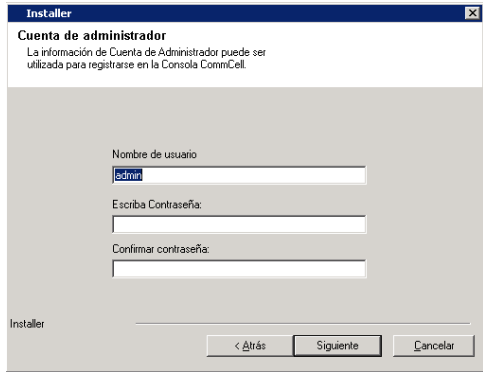 Installer
Cuenta de administrador
La información de Cuenta de Administrador puede ser
utilizada para registrarse en la Consola CommCell.
Nombre de usuario
admin
Escriba Contraseña:
Confirmar contraseña:
Installer
< Atrás
Siguiente
Cancelar